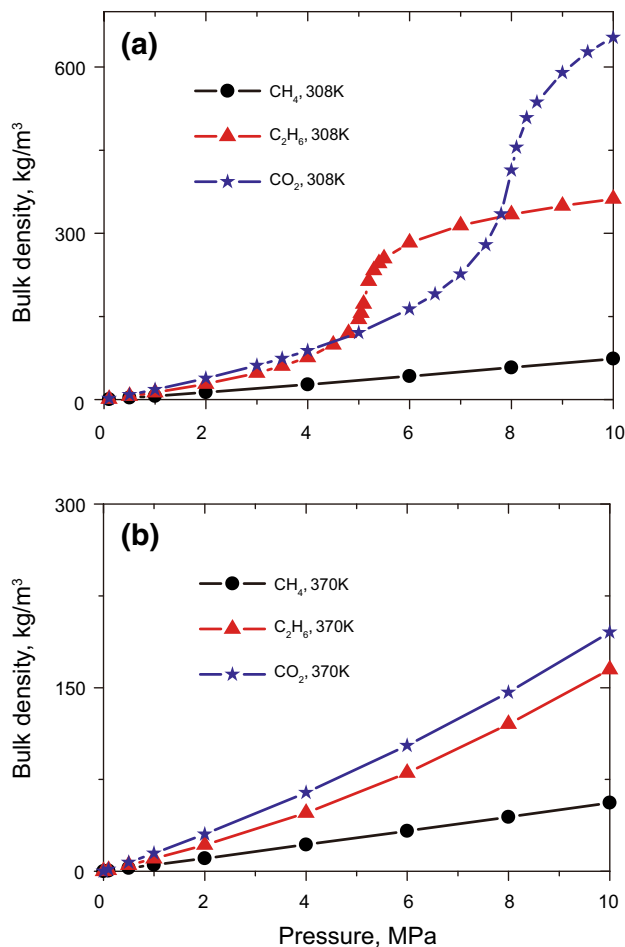 (a)
Bulk density, kg/m³
600
300
0
CH₄, 308K
C₂H₆, 308K
CO₂, 308K
0 2 4 6 8 10
(b)
Bulk density, kg/m³
300
150
0
CH₄, 370K
C₂H₆, 370K
CO₂, 370K
0 2 4 6 8 10
Pressure, MPa